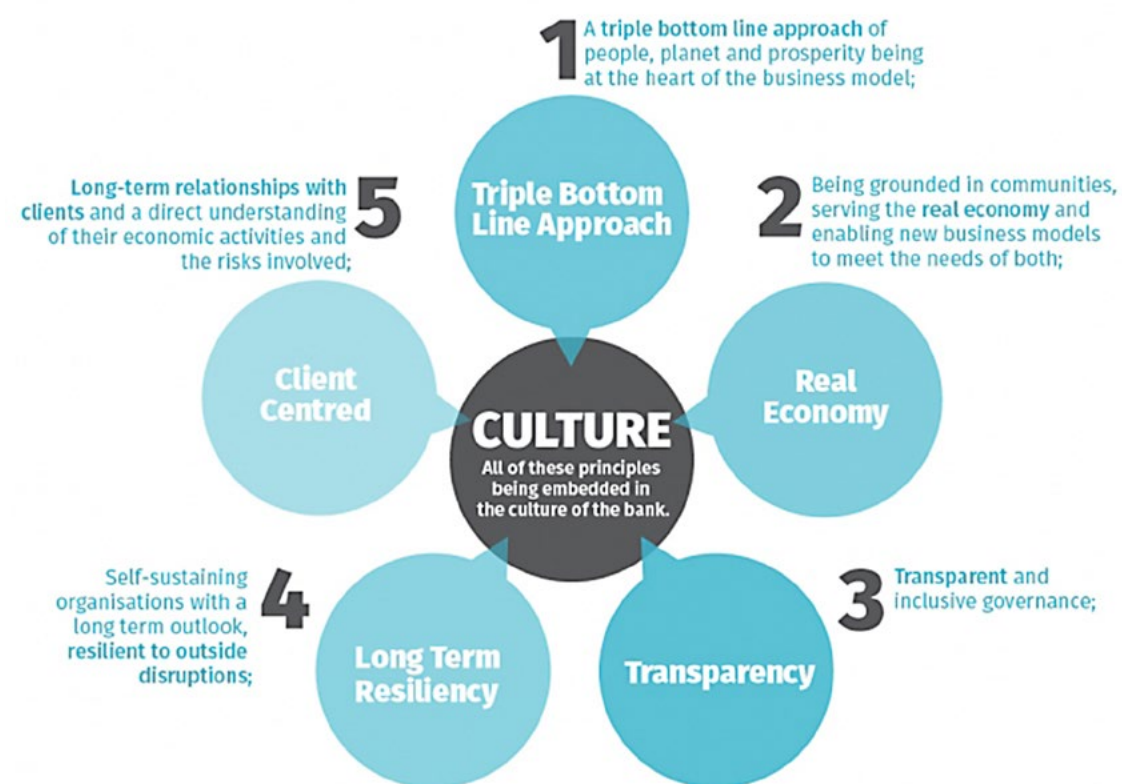 1
A triple bottom line approach of
people, planet and prosperity being
at the heart of the business model;
Triple Bottom
Line Approach
2
Being grounded in communities,
serving the real economy and
enabling new business models
to meet the needs of both;
Real
Economy
3
Transparent and
inclusive governance;
Transparency
4
Self-sustaining
organisations with a
long term outlook,
resilient to outside
disruptions;
Long Term
Resiliency
5
Long-term relationships with
clients and a direct understanding
of their economic activities and
the risks involved;
Client
Centred
CULTURE
All of these principles
being embedded in
the culture of the bank.